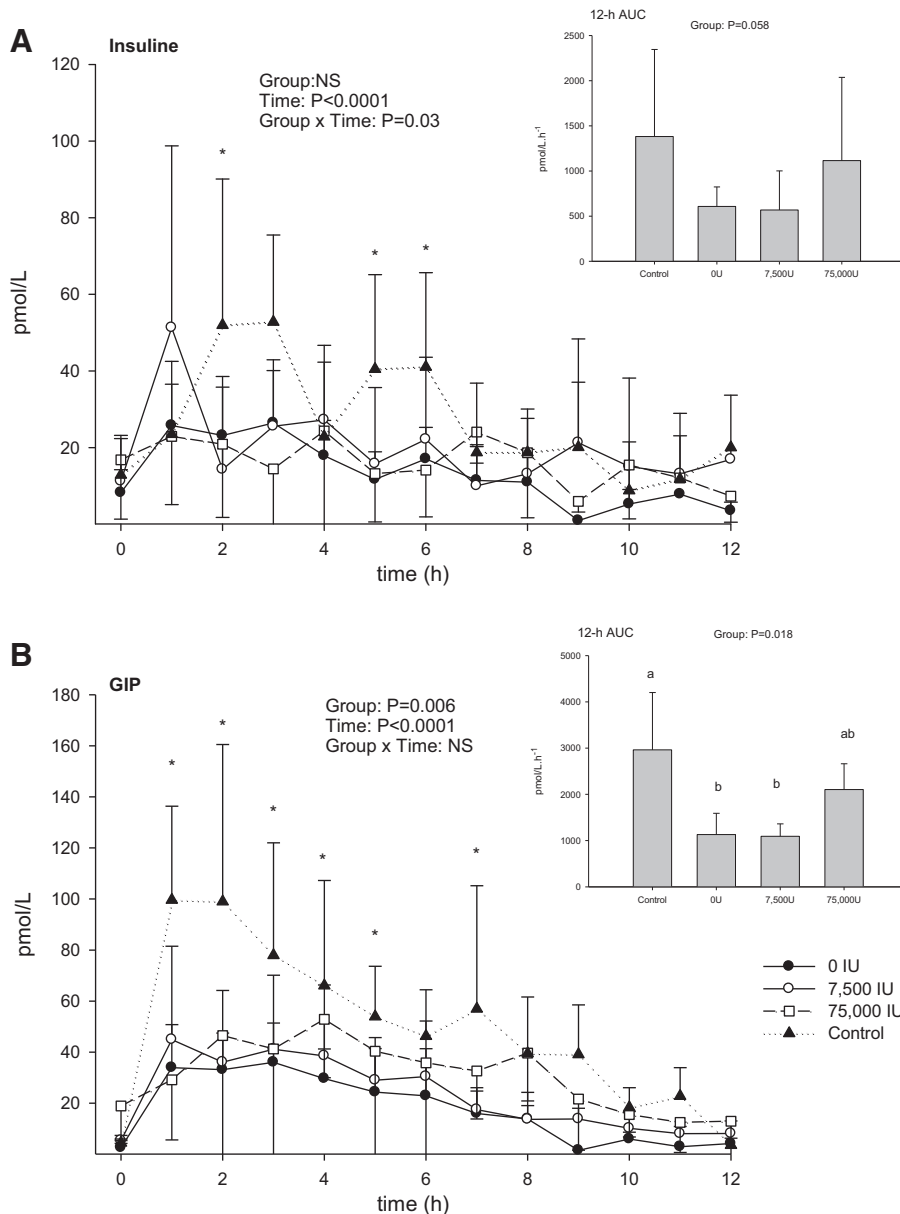 A
Insuline
Group:NS
Time: P<0.0001
Group x Time: P=0.03
*
*
*
120
100
80
60
40
20
pmol/L
0
2
4
6
8
10
12
time (h)
12-h AUC
Group: P=0.058
2500
1500
1000
500
0
pmol/L.h-1
Control
0U
7,500U
75,000U
B
GIP
Group: P=0.006
Time: P<0.0001
Group x Time: NS
*
*
*
*
*
*
180
160
140
120
100
80
60
40
20
pmol/L
0
2
4
6
8
10
12
time (h)
12-h AUC
Group: P=0.018
5000
3000
2000
1000
0
pmol/L.h-1
a
b
b
ab
Control
0U
7,500U
75,000U
0 IU
7,500 IU
75,000 IU
Control